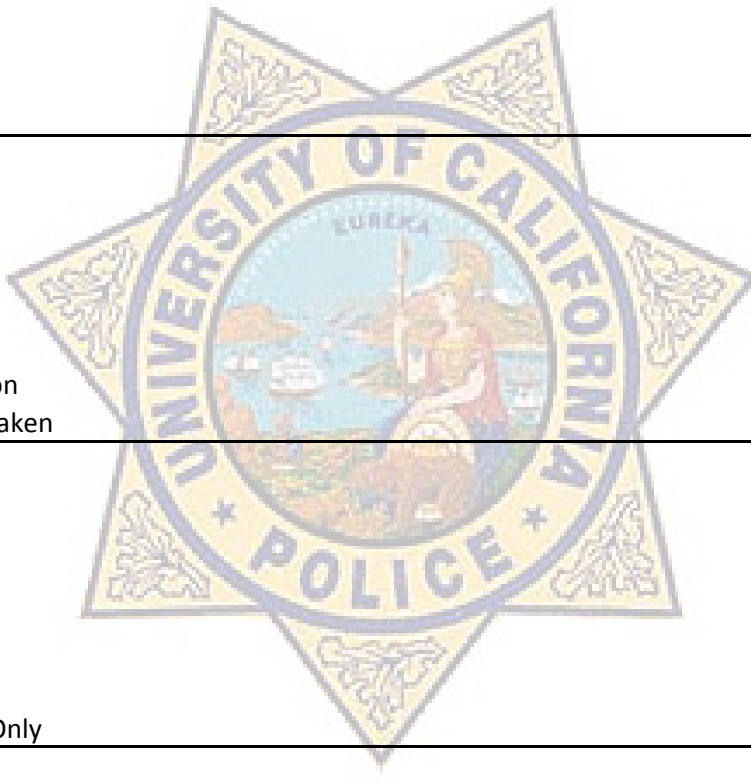 UNIVERSITY OF CALIFORNIA
EUREKA
on
aken
POLICE
Only